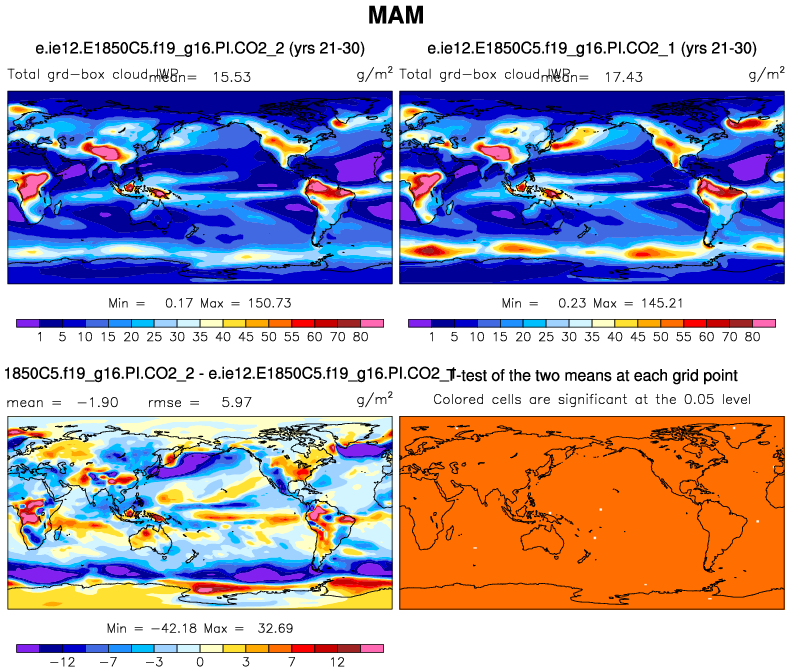 MAM
e.ie12.E1850C5.f19_g16.PI.CO2_2 (yrs 21-30)
Total grd-box cloud IWP mean= 15.53 g/m2
Min = 0.17 Max = 150.73
1 5 10 15 20 25 30 35 40 45 50 55 60 70 80
e.ie12.E1850C5.f19_g16.PI.CO2_1 (yrs 21-30)
Total grd-box cloud IWP mean= 17.43 g/m2
Min = 0.23 Max = 145.21
1 5 10 15 20 25 30 35 40 45 50 55 60 70 80
1850C5.f19_g16.PI.CO2_2 - e.ie12.E1850C5.f19_g16.PI.CO2_1
mean = -1.90 rmse = 5.97 g/m2
Min = -42.18 Max = 32.69
-12 -7 -3 0 3 7 12
T-test of the two means at each grid point
Colored cells are significant at the 0.05 level